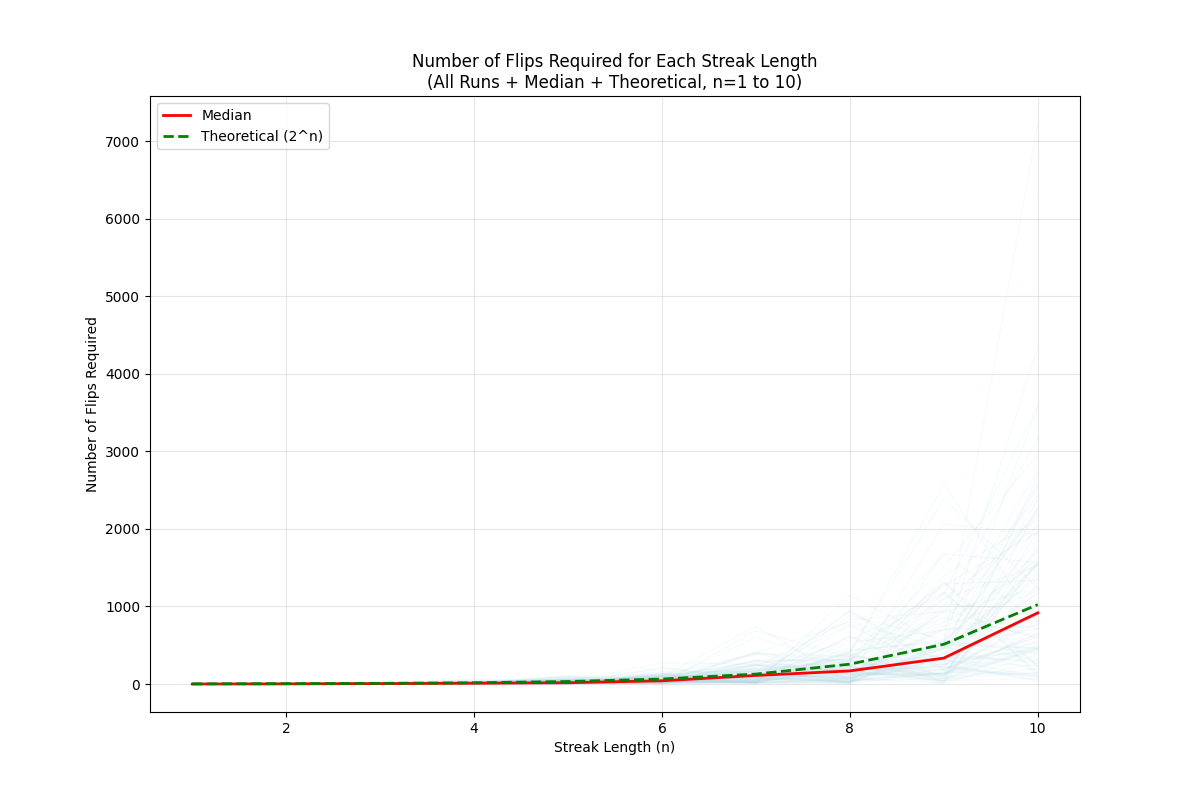 Number of Flips Required for Each Streak Length
(All Runs + Median + Theoretical, n=1 to 10)
Median
Theoretical (2^n)
7000
6000
5000
4000
3000
2000
1000
0
Number of Flips Required
2
4
6
8
10
Streak Length (n)